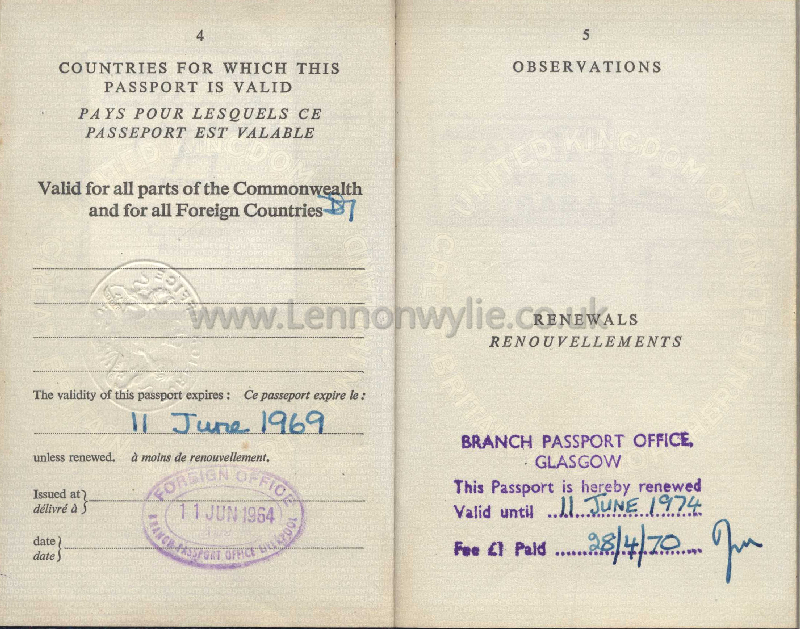 4
COUNTRIES FOR WHICH THIS
PASSPORT IS VALID
PAYS POUR LESQUELS CE
PASSEPORT EST VALABLE
Valid for all parts of the Commonwealth
and for all Foreign Countries
The validity of this passport expires : Ce passeport expire le :
11 June 1969
unless renewed. à moins de renouvellement.
Issued at
délivré à
date
date
FOREIGN OFFICE
11 JUN 1964
BRANCH PASSPORT OFFICE LIVERPOOL
5
OBSERVATIONS
UNITED KINGDOM OF
www.Lennonwylie.co.uk
RENEWALS
RENOUVELLEMENTS
BRANCH PASSPORT OFFICE,
GLASGOW
This Passport is hereby renewed
Valid until 11 JUNE 1974
Fee £1 Paid 28/4/70